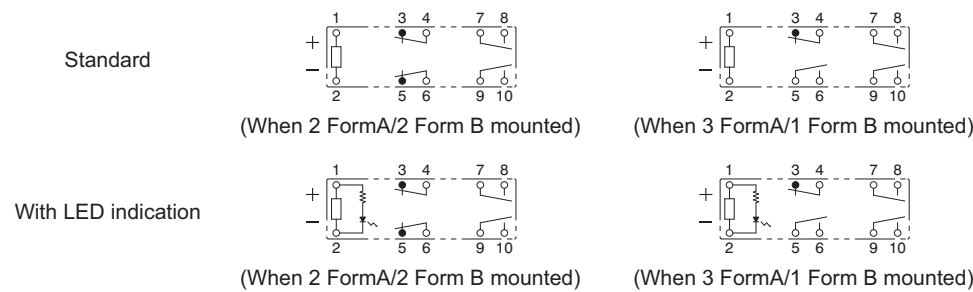 1 3 4 7 8 1 3 4 7 8
Standard + +
− −
2 5 6 9 10 2 5 6 9 10
(When 2 FormA/2 Form B mounted) (When 3 FormA/1 Form B mounted)
1 3 4 7 8 1 3 4 7 8
With LED indication + +
− −
2 5 6 9 10 2 5 6 9 10
(When 2 FormA/2 Form B mounted) (When 3 FormA/1 Form B mounted)